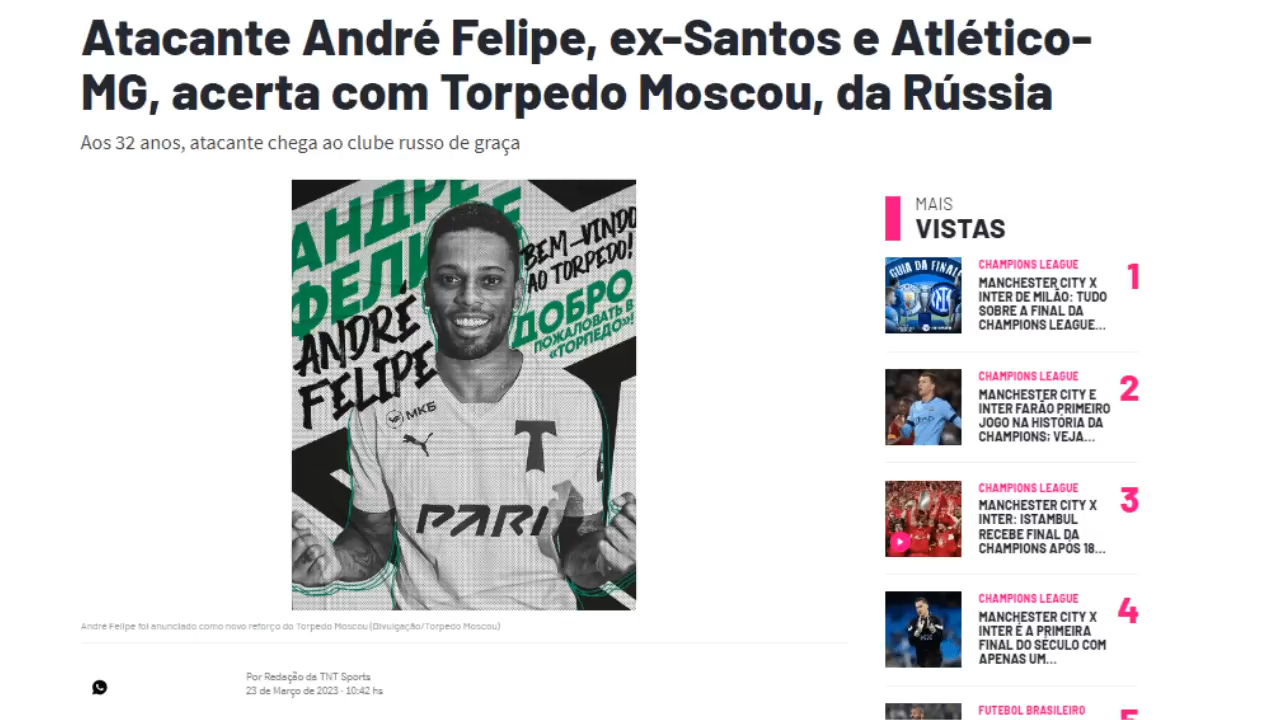 Atacante André Felipe, ex-Santos e Atlético-
MG, acerta com Torpedo Moscou, da Rússia
Aos 32 anos, atacante chega ao clube russo de graça
АНДРЕ
ФЕЛИПЕ
ANDRÉ
FELIPE
BEM-VINDO
AO TORPEDO!
ДОБРО
ПОЖАЛОВАТЬ В
«ТОРПЕДО»!
МКБ
T
PARI
André Felipe foi anunciado como novo reforço do Torpedo Moscou (Divulgação/Torpedo Moscou)
Por Redação da TNT Sports
23 de Março de 2023 · 10:42 hs
MAIS
VISTAS
GUIA DA FINAL
CHAMPIONS LEAGUE
MANCHESTER CITY X
INTER DE MILÃO: TUDO
SOBRE A FINAL DA
CHAMPIONS LEAGUE...
1
CHAMPIONS LEAGUE
MANCHESTER CITY E
INTER FARÃO PRIMEIRO
JOGO NA HISTÓRIA DA
CHAMPIONS; VEJA...
2
CHAMPIONS LEAGUE
MANCHESTER CITY X
INTER: ISTAMBUL
RECEBE FINAL DA
CHAMPIONS APÓS 18...
3
CHAMPIONS LEAGUE
MANCHESTER CITY X
INTER É A PRIMEIRA
FINAL DO SÉCULO COM
APENAS UM...
4
FUTEBOL BRASILEIRO
5